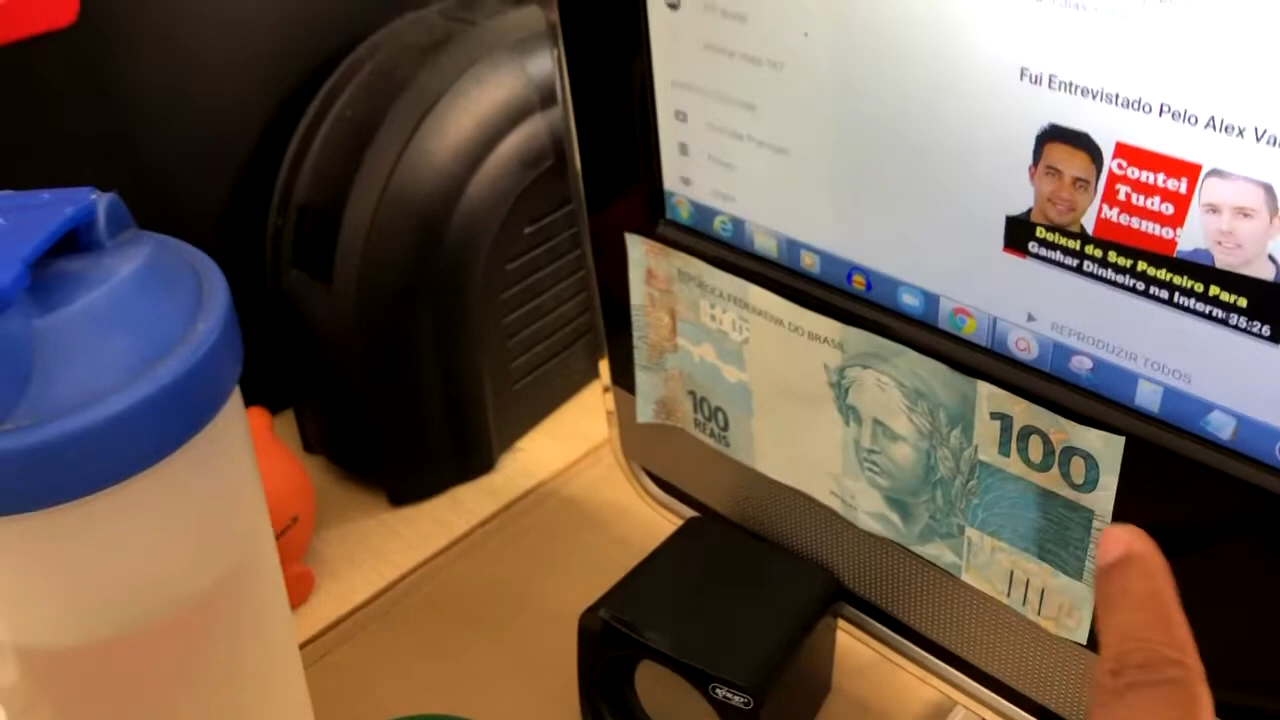 Fui Entrevistado Pelo Alex
Contei
Tudo
Mesmo!
Deixei de Ser Pedreiro Para
Ganhar Dinheiro na Intern
35:26
REPRODUZIR TODOS
REPÚBLICA FEDERATIVA DO BRASIL
100
REAIS
100
knup